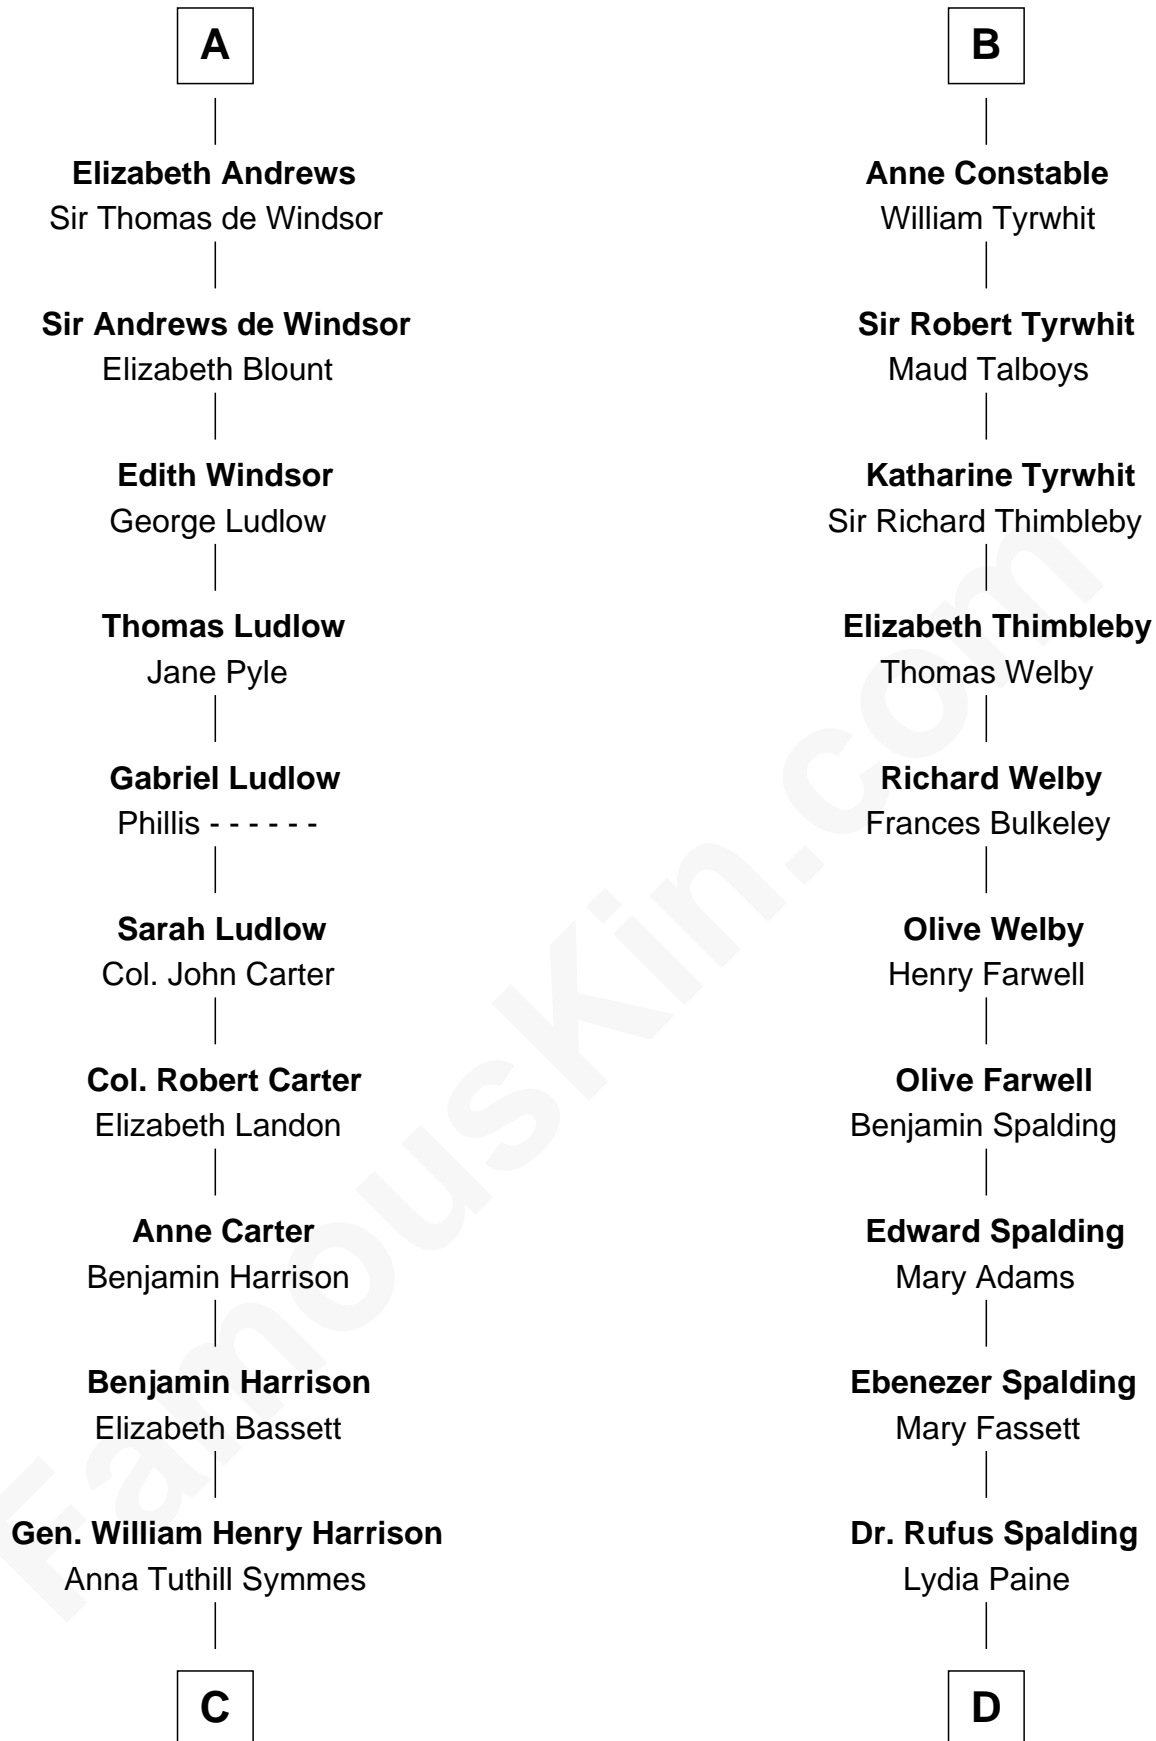 A
Elizabeth Andrews
Sir Thomas de Windsor
Sir Andrews de Windsor
Elizabeth Blount
Edith Windsor
George Ludlow
Thomas Ludlow
Jane Pyle
Gabriel Ludlow
Phillis - - - - - -
Sarah Ludlow
Col. John Carter
Col. Robert Carter
Elizabeth Landon
Anne Carter
Benjamin Harrison
Benjamin Harrison
Elizabeth Bassett
Gen. William Henry Harrison
Anna Tuthill Symmes
C
B
Anne Constable
William Tyrwhit
Sir Robert Tyrwhit
Maud Talboys
Katharine Tyrwhit
Sir Richard Thimbleby
Elizabeth Thimbleby
Thomas Welby
Richard Welby
Frances Bulkeley
Olive Welby
Henry Farwell
Olive Farwell
Benjamin Spalding
Edward Spalding
Mary Adams
Ebenezer Spalding
Mary Fassett
Dr. Rufus Spalding
Lydia Paine
D
FamousKin.com